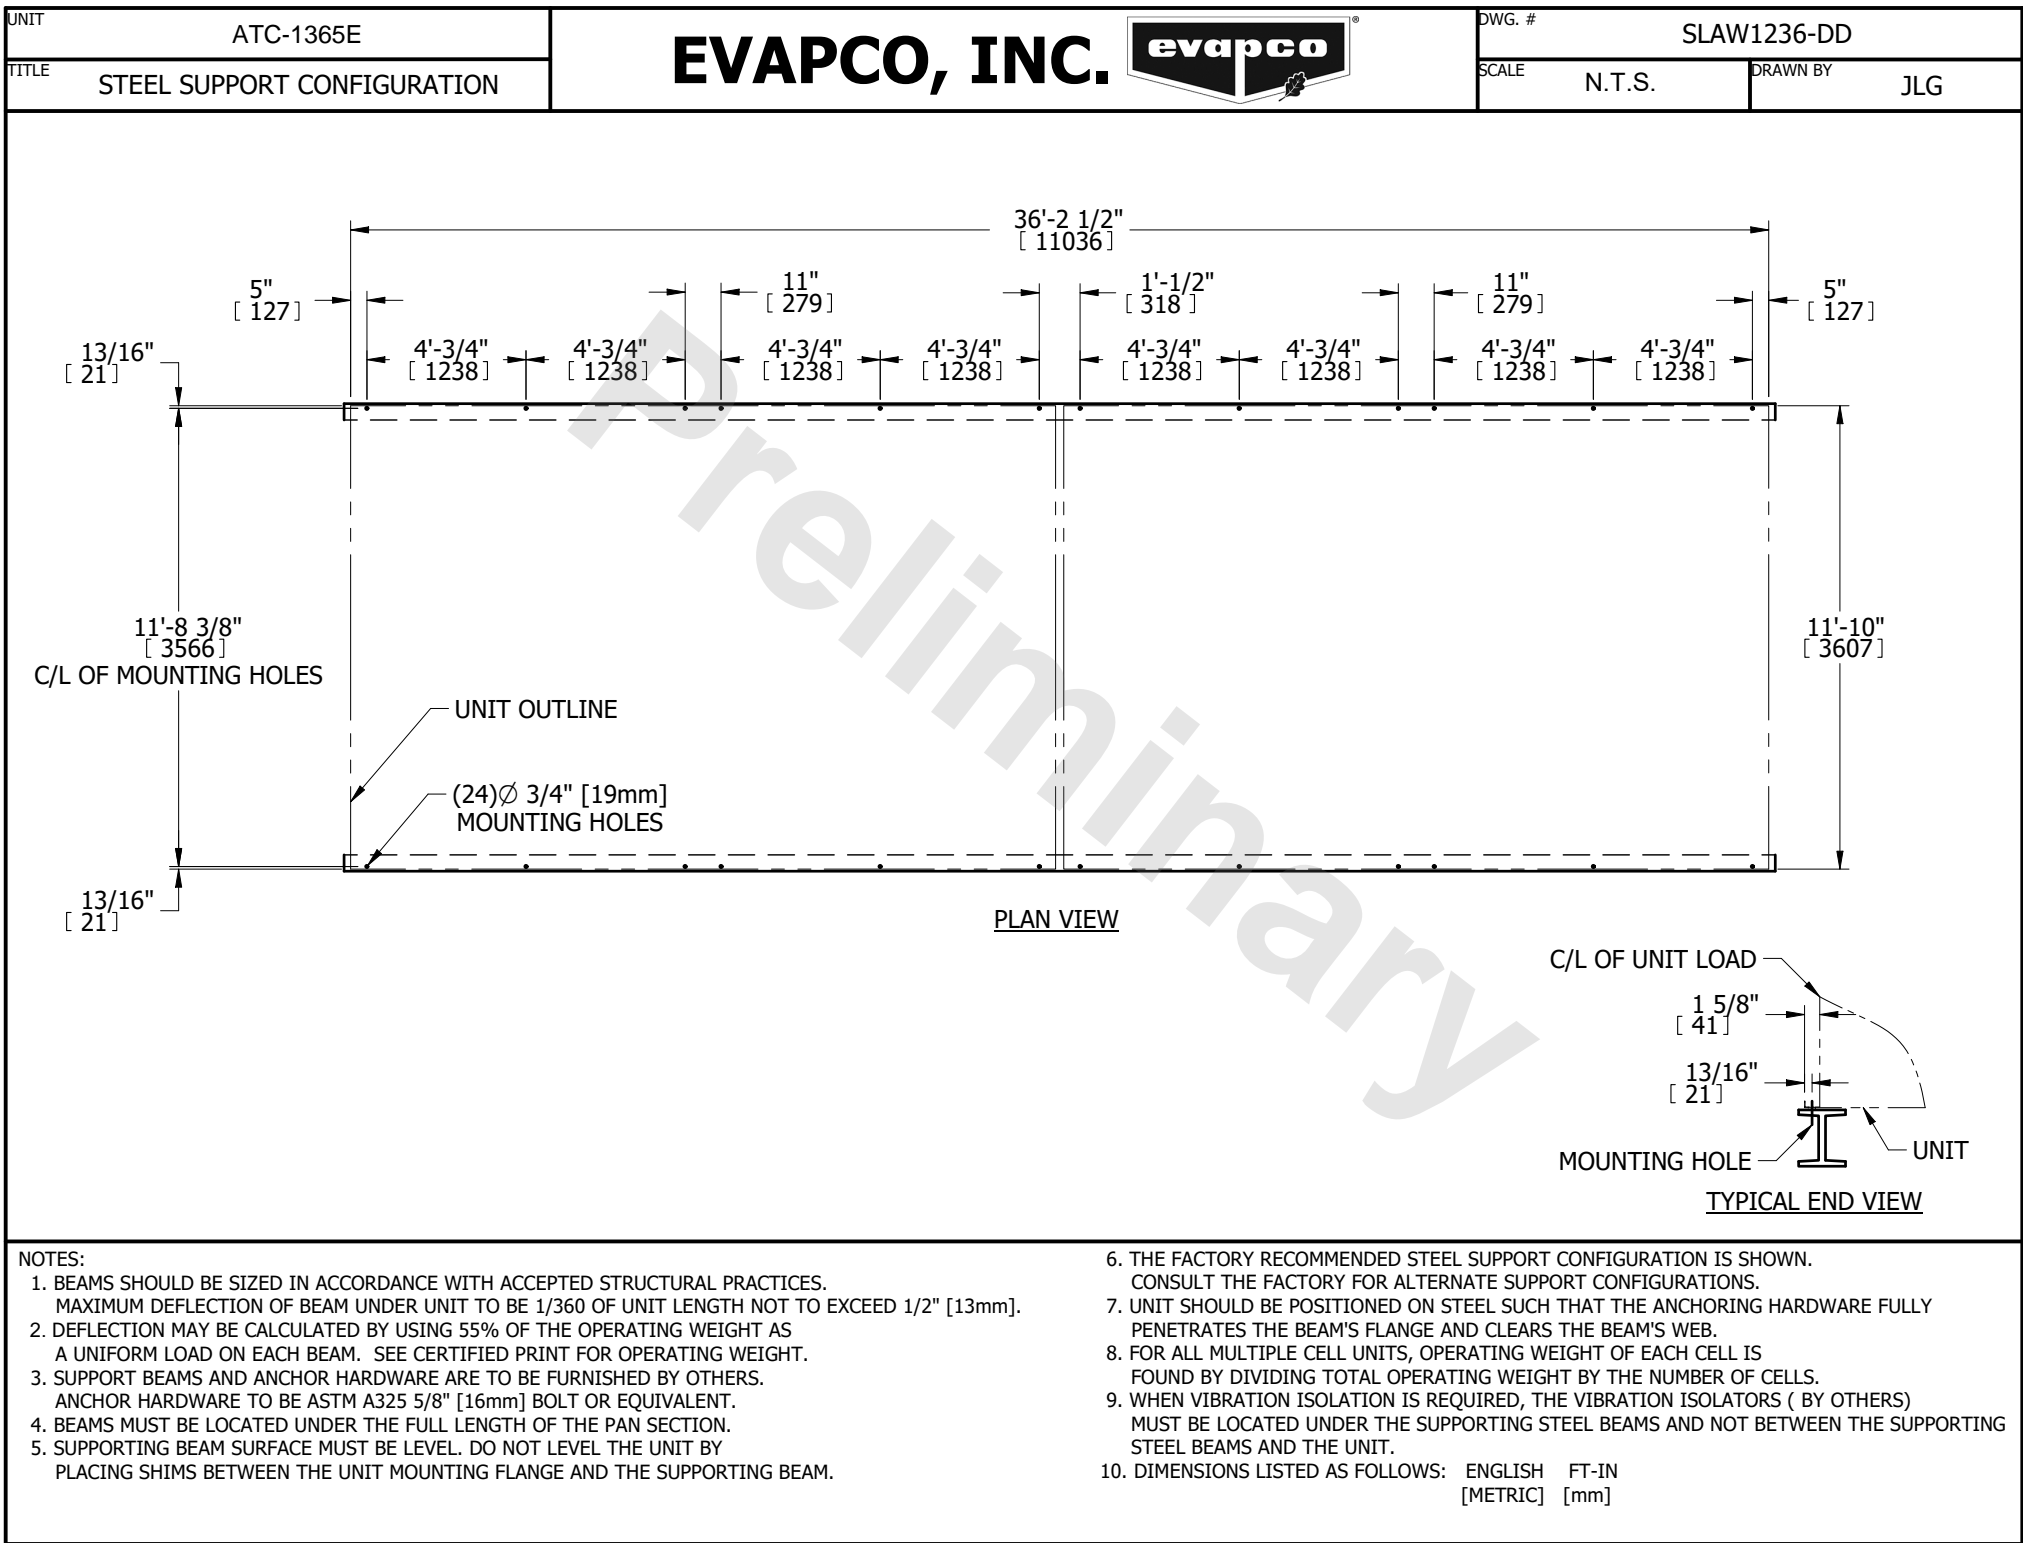 UNIT
ATC-1365E
TITLE
STEEL SUPPORT CONFIGURATION
EVAPCO, INC.
evapco
®
DWG. #
SLAW1236-DD
SCALE
N.T.S.
DRAWN BY
JLG
36'-2 1/2"
[ 11036 ]
5"
[ 127 ]
11"
[ 279 ]
1'-1/2"
[ 318 ]
11"
[ 279 ]
5"
[ 127 ]
13/16"
[ 21 ]
4'-3/4"
[ 1238 ]
4'-3/4"
[ 1238 ]
4'-3/4"
[ 1238 ]
4'-3/4"
[ 1238 ]
4'-3/4"
[ 1238 ]
4'-3/4"
[ 1238 ]
4'-3/4"
[ 1238 ]
4'-3/4"
[ 1238 ]
Preliminary
11'-8 3/8"
[ 3566 ]
C/L OF MOUNTING HOLES
11'-10"
[ 3607 ]
UNIT OUTLINE
(24)Ø 3/4" [19mm]
MOUNTING HOLES
13/16"
[ 21 ]
PLAN VIEW
C/L OF UNIT LOAD
1 5/8"
[ 41 ]
13/16"
[ 21 ]
MOUNTING HOLE
UNIT
TYPICAL END VIEW
NOTES:
1. BEAMS SHOULD BE SIZED IN ACCORDANCE WITH ACCEPTED STRUCTURAL PRACTICES.
MAXIMUM DEFLECTION OF BEAM UNDER UNIT TO BE 1/360 OF UNIT LENGTH NOT TO EXCEED 1/2" [13mm].
2. DEFLECTION MAY BE CALCULATED BY USING 55% OF THE OPERATING WEIGHT AS
A UNIFORM LOAD ON EACH BEAM. SEE CERTIFIED PRINT FOR OPERATING WEIGHT.
3. SUPPORT BEAMS AND ANCHOR HARDWARE ARE TO BE FURNISHED BY OTHERS.
ANCHOR HARDWARE TO BE ASTM A325 5/8" [16mm] BOLT OR EQUIVALENT.
4. BEAMS MUST BE LOCATED UNDER THE FULL LENGTH OF THE PAN SECTION.
5. SUPPORTING BEAM SURFACE MUST BE LEVEL. DO NOT LEVEL THE UNIT BY
PLACING SHIMS BETWEEN THE UNIT MOUNTING FLANGE AND THE SUPPORTING BEAM.
6. THE FACTORY RECOMMENDED STEEL SUPPORT CONFIGURATION IS SHOWN.
CONSULT THE FACTORY FOR ALTERNATE SUPPORT CONFIGURATIONS.
7. UNIT SHOULD BE POSITIONED ON STEEL SUCH THAT THE ANCHORING HARDWARE FULLY
PENETRATES THE BEAM'S FLANGE AND CLEARS THE BEAM'S WEB.
8. FOR ALL MULTIPLE CELL UNITS, OPERATING WEIGHT OF EACH CELL IS
FOUND BY DIVIDING TOTAL OPERATING WEIGHT BY THE NUMBER OF CELLS.
9. WHEN VIBRATION ISOLATION IS REQUIRED, THE VIBRATION ISOLATORS ( BY OTHERS)
MUST BE LOCATED UNDER THE SUPPORTING STEEL BEAMS AND NOT BETWEEN THE SUPPORTING
STEEL BEAMS AND THE UNIT.
10. DIMENSIONS LISTED AS FOLLOWS: ENGLISH FT-IN
[METRIC] [mm]